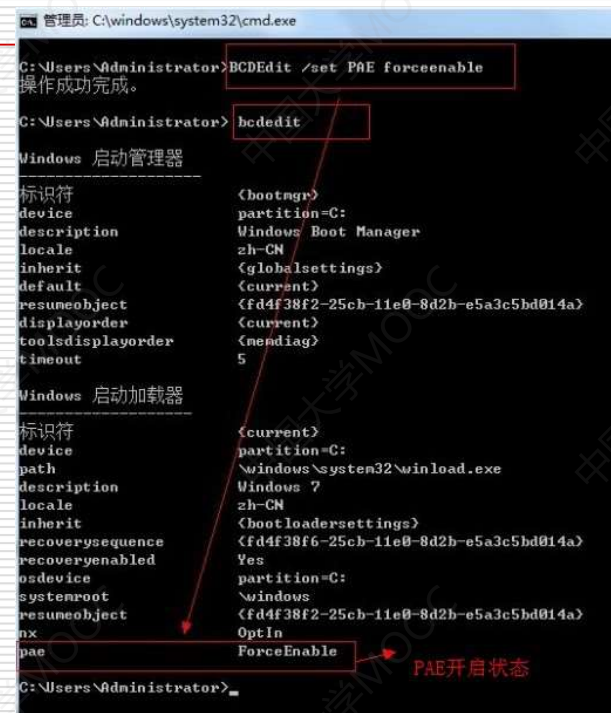 管理员: C:\windows\system32\cmd.exe
C:\Users\Administrator>BCDEdit /set PAE forceenable
操作成功完成。
C:\Users\Administrator> bcdedit
Windows 启动管理器
--------------------
标识符 {bootmgr}
device partition=C:
description Windows Boot Manager
locale zh-CN
inherit {globalsettings}
default {current}
resumeobject {fd4f38f2-25cb-11e0-8d2b-e5a3c5bd014a}
displayorder {current}
toolsdisplayorder {memdiag}
timeout 5
Windows 启动加载器
-------------------
标识符 {current}
device partition=C:
path \windows\system32\winload.exe
description Windows 7
locale zh-CN
inherit {bootloadersettings}
recoverysequence {fd4f38f6-25cb-11e0-8d2b-e5a3c5bd014a}
recoveryenabled Yes
osdevice partition=C:
systemroot \windows
resumeobject {fd4f38f2-25cb-11e0-8d2b-e5a3c5bd014a}
nx OptIn
pae ForceEnable
PAE开启状态
C:\Users\Administrator>_